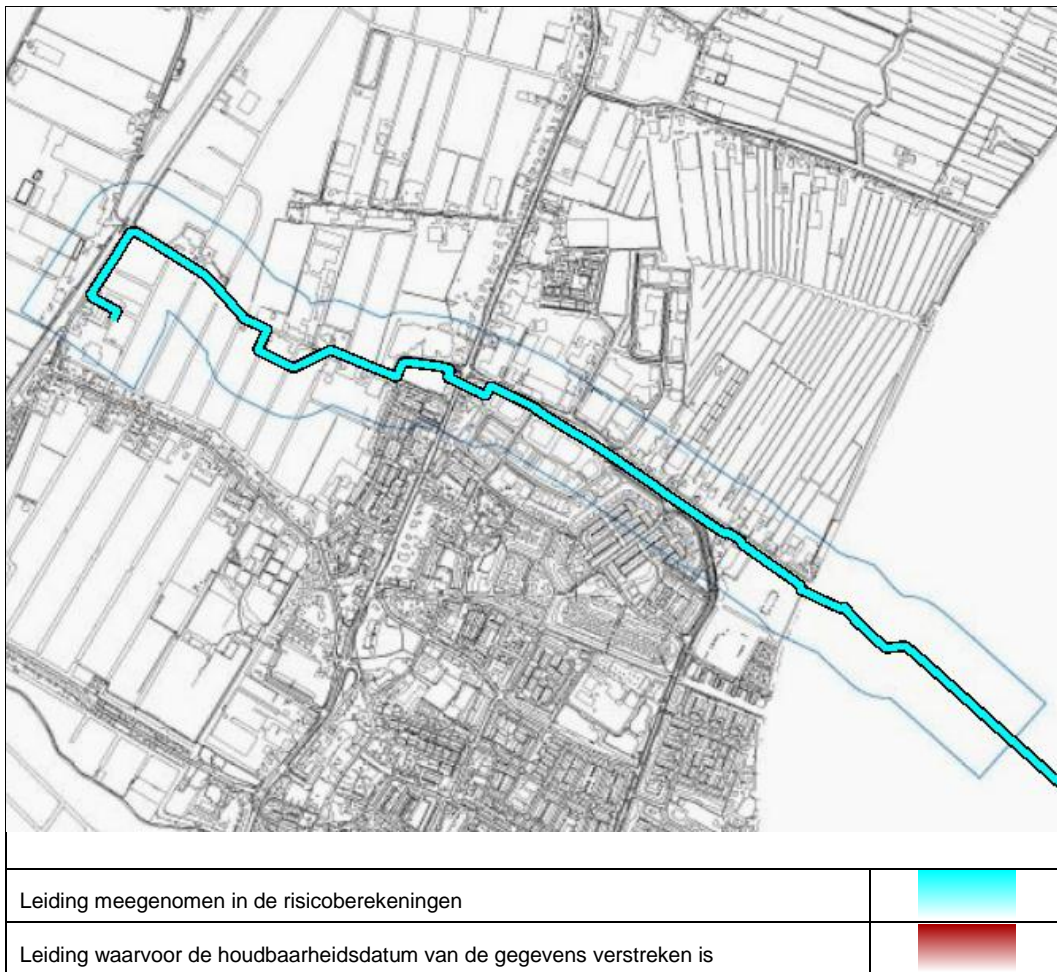 Leiding meegenomen in de risicoberekeningen
Leiding waarvoor de houdbaarheidsdatum van de gegevens verstreken is